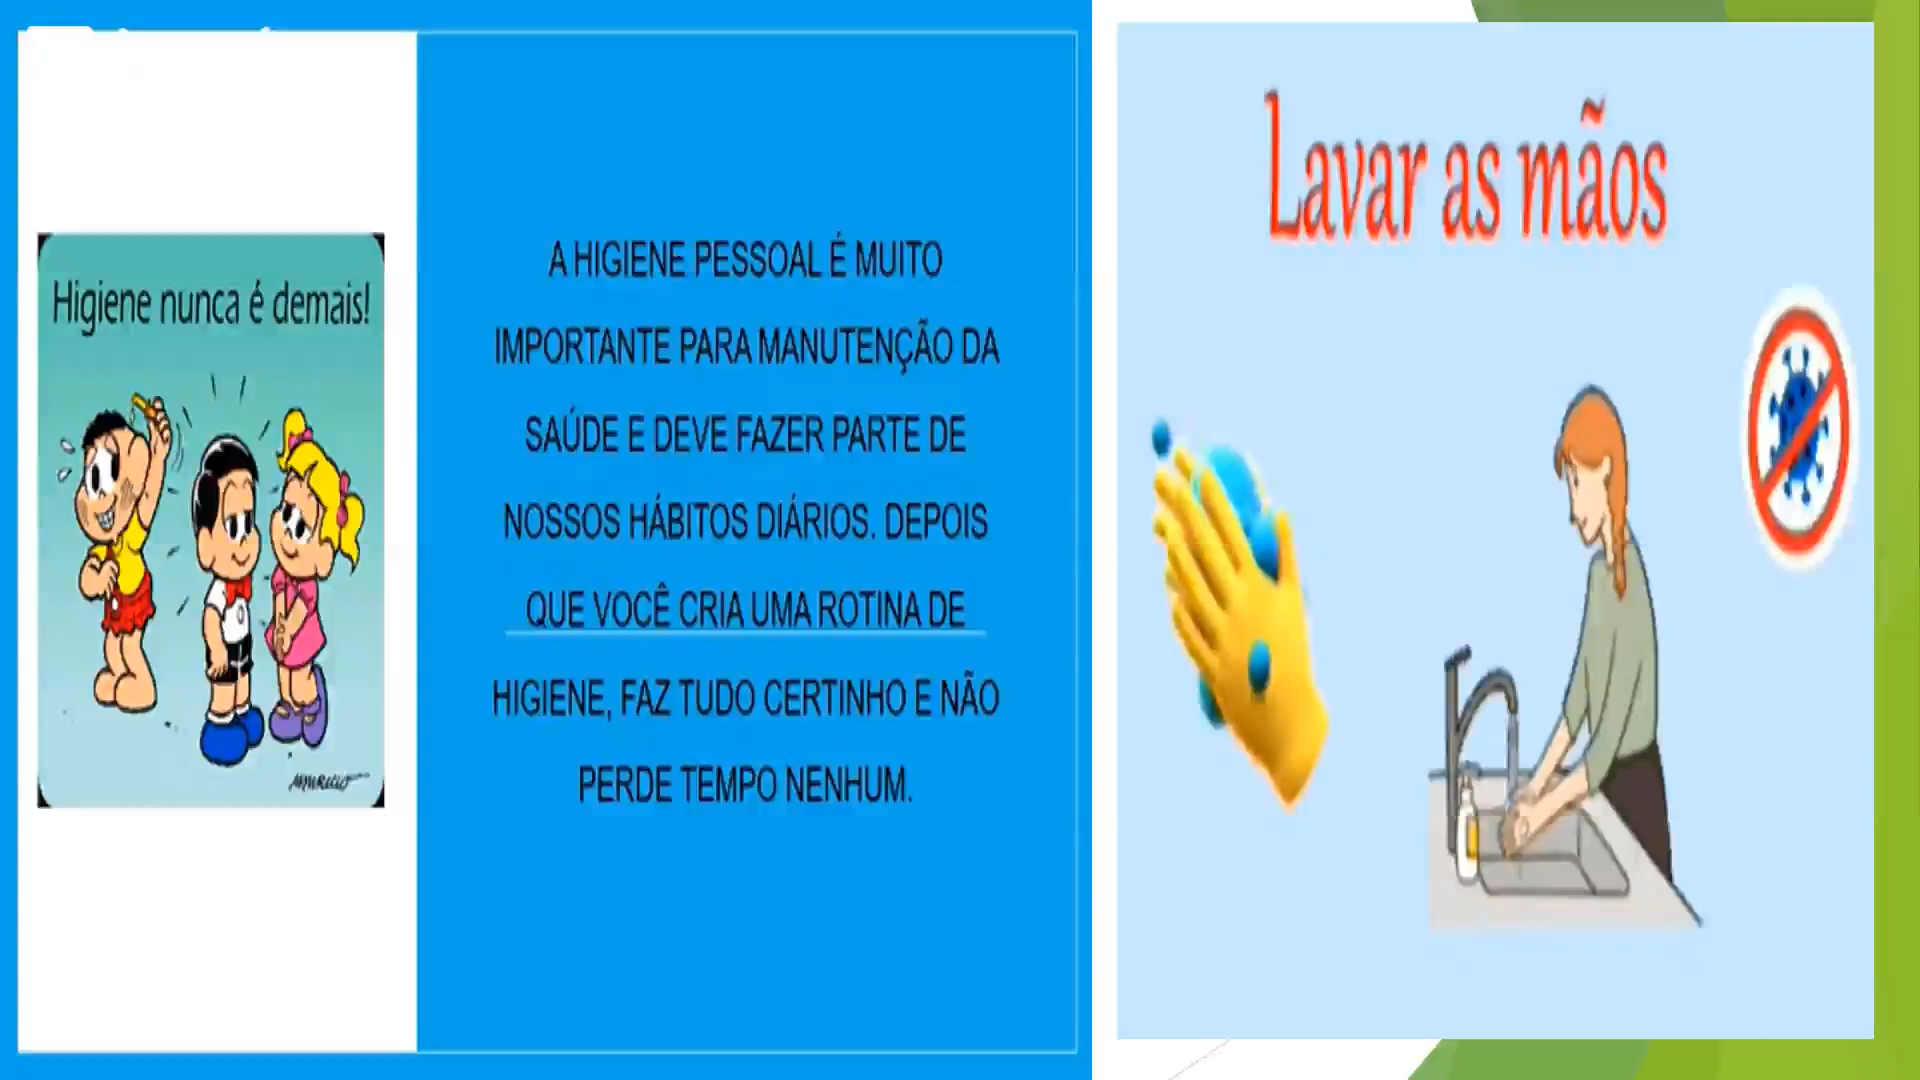 Higiene nunca é demais!
A HIGIENE PESSOAL É MUITO
IMPORTANTE PARA MANUTENÇÃO DA
SAÚDE E DEVE FAZER PARTE DE
NOSSOS HÁBITOS DIÁRIOS. DEPOIS
QUE VOCÊ CRIA UMA ROTINA DE
HIGIENE, FAZ TUDO CERTINHO E NÃO
PERDE TEMPO NENHUM.
Lavar as mãos